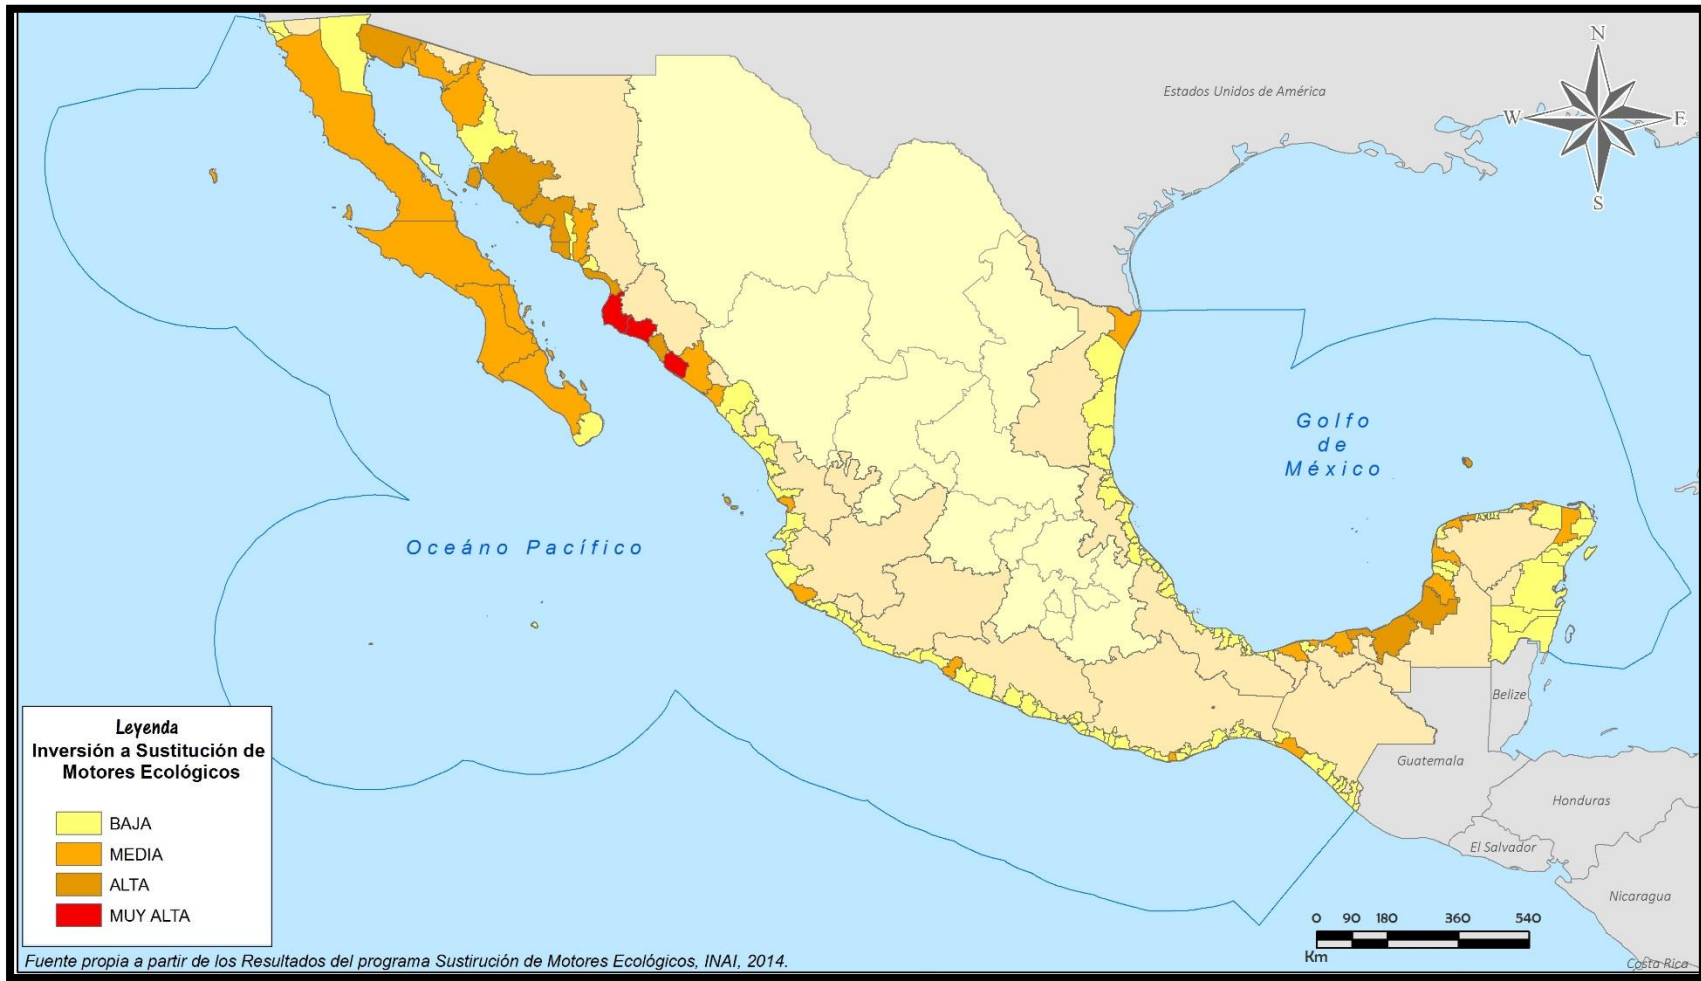 N
W
E
S
Estados Unidos de América
Golfo
de
México
Oceáno Pacífico
Belize
Guatemala
Honduras
El Salvador
Nicaragua
Costa Rica
Leyenda
Inversión a Sustitución de
Motores Ecológicos
BAJA
MEDIA
ALTA
MUY ALTA
0 90 180 360 540
Km
Fuente propia a partir de los Resultados del programa Sustirución de Motores Ecológicos, INAI, 2014.